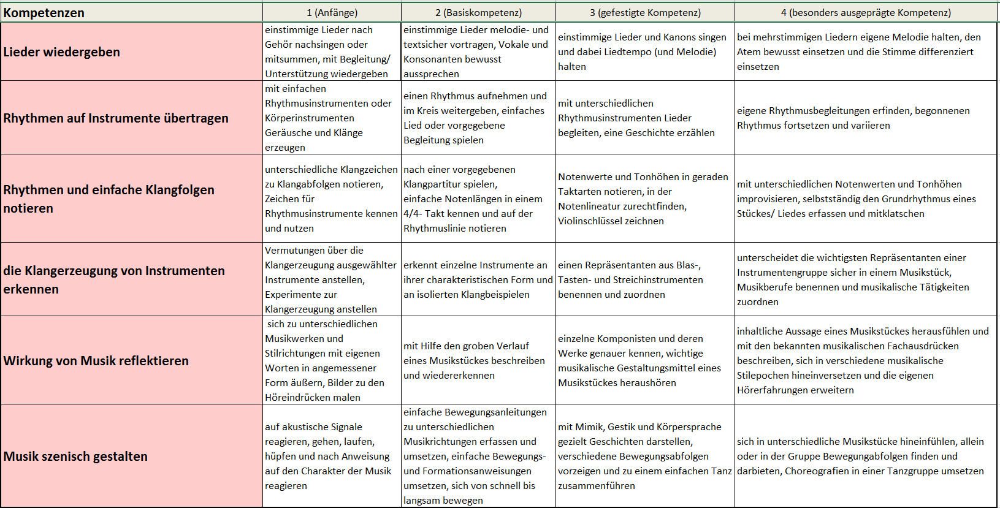 Kompetenzen
1 (Anfänge)
2 (Basiskompetenz)
3 (gefestigte Kompetenz)
4 (besonders ausgeprägte Kompetenz)
Lieder wiedergeben
einstimmige Lieder nach
Gehör nachsingen oder
mitsummen, mit Begleitung/
Unterstützung wiedergeben
einstimmige Lieder melodie- und
textsicher vortragen, Vokale und
Konsonanten bewusst
aussprechen
einstimmige Lieder und Kanons singen
und dabei Liedtempo (und Melodie)
halten
bei mehrstimmigen Liedern eigene Melodie halten, den
Atem bewusst einsetzen und die Stimme differenziert
einsetzen
Rhythmen auf Instrumente übertragen
mit einfachen
Rhythmusinstrumenten oder
Körperinstrumenten
Geräusche und Klänge
erzeugen
einen Rhythmus aufnehmen und
im Kreis weitergeben, einfaches
Lied oder vorgegebene
Begleitung spielen
mit unterschiedlichen
Rhythmusinstrumenten Lieder
begleiten, eine Geschichte erzählen
eigene Rhythmusbegleitungen erfinden, begonnenen
Rhythmus fortsetzen und variieren
Rhythmen und einfache Klangfolgen
notieren
unterschiedliche Klangzeichen
zu Klangabfolgen notieren,
Zeichen für
Rhythmusinstrumente kennen
und nutzen
nach einer vorgegebenen
Klangpartitur spielen,
einfache Notenlängen in einem
4/4- Takt kennen und auf der
Rhythmuslinie notieren
Notenwerte und Tonhöhen in geraden
Taktarten notieren, in der
Notenlineatur zurechtfinden,
Violinschlüssel zeichnen
mit unterschiedlichen Notenwerten und Tonhöhen
improvisieren, selbstständig den Grundrhythmus eines
Stückes/ Liedes erfassen und mitklatschen
die Klangerzeugung von Instrumenten
erkennen
Vermutungen über die
Klangerzeugung ausgewählter
Instrumente anstellen,
Experimente zur
Klangerzeugung anstellen
erkennt einzelne Instrumente an
ihrer charakteristischen Form und
an isolierten Klangbeispielen
einen Repräsentanten aus Blas-,
Tasten- und Streichinstrumenten
benennen und zuordnen
unterscheidet die wichtigsten Repräsentanten einer
Instrumentengruppe sicher in einem Musikstück,
Musikberufe benennen und musikalische Tätigkeiten
zuordnen
Wirkung von Musik reflektieren
sich zu unterschiedlichen
Musikwerken und
Stilrichtungen mit eigenen
Worten in angemessener
Form äußern, Bilder zu den
Höreindrücken malen
mit Hilfe den groben Verlauf
eines Musikstückes beschreiben
und wiedererkennen
einzelne Komponisten und deren
Werke genauer kennen, wichtige
musikalische Gestaltungsmittel eines
Musikstückes heraushören
inhaltliche Aussage eines Musikstückes herausfühlen und
mit den bekannten musikalischen Fachausdrücken
beschreiben, sich in verschiedene musikalische
Stilepochen hineinversetzen und die eigenen
Hörerfahrungen erweitern
Musik szenisch gestalten
auf akustische Signale
reagieren, gehen, laufen,
hüpfen und nach Anweisung
auf den Charakter der Musik
reagieren
einfache Bewegungsanleitungen
zu unterschiedlichen
Musikrichtungen erfassen und
umsetzen, einfache Bewegungs-
und Formationsanweisungen
umsetzen, sich von schnell bis
langsam bewegen
mit Mimik, Gestik und Körpersprache
gezielt Geschichten darstellen,
verschiedene Bewegungsabfolgen
vorzeigen und zu einem einfachen Tanz
zusammenführen
sich in unterschiedliche Musikstücke hineinfühlen, allein
oder in der Gruppe Bewegungabfolgen finden und
darbieten, Choreografien in einer Tanzgruppe umsetzen